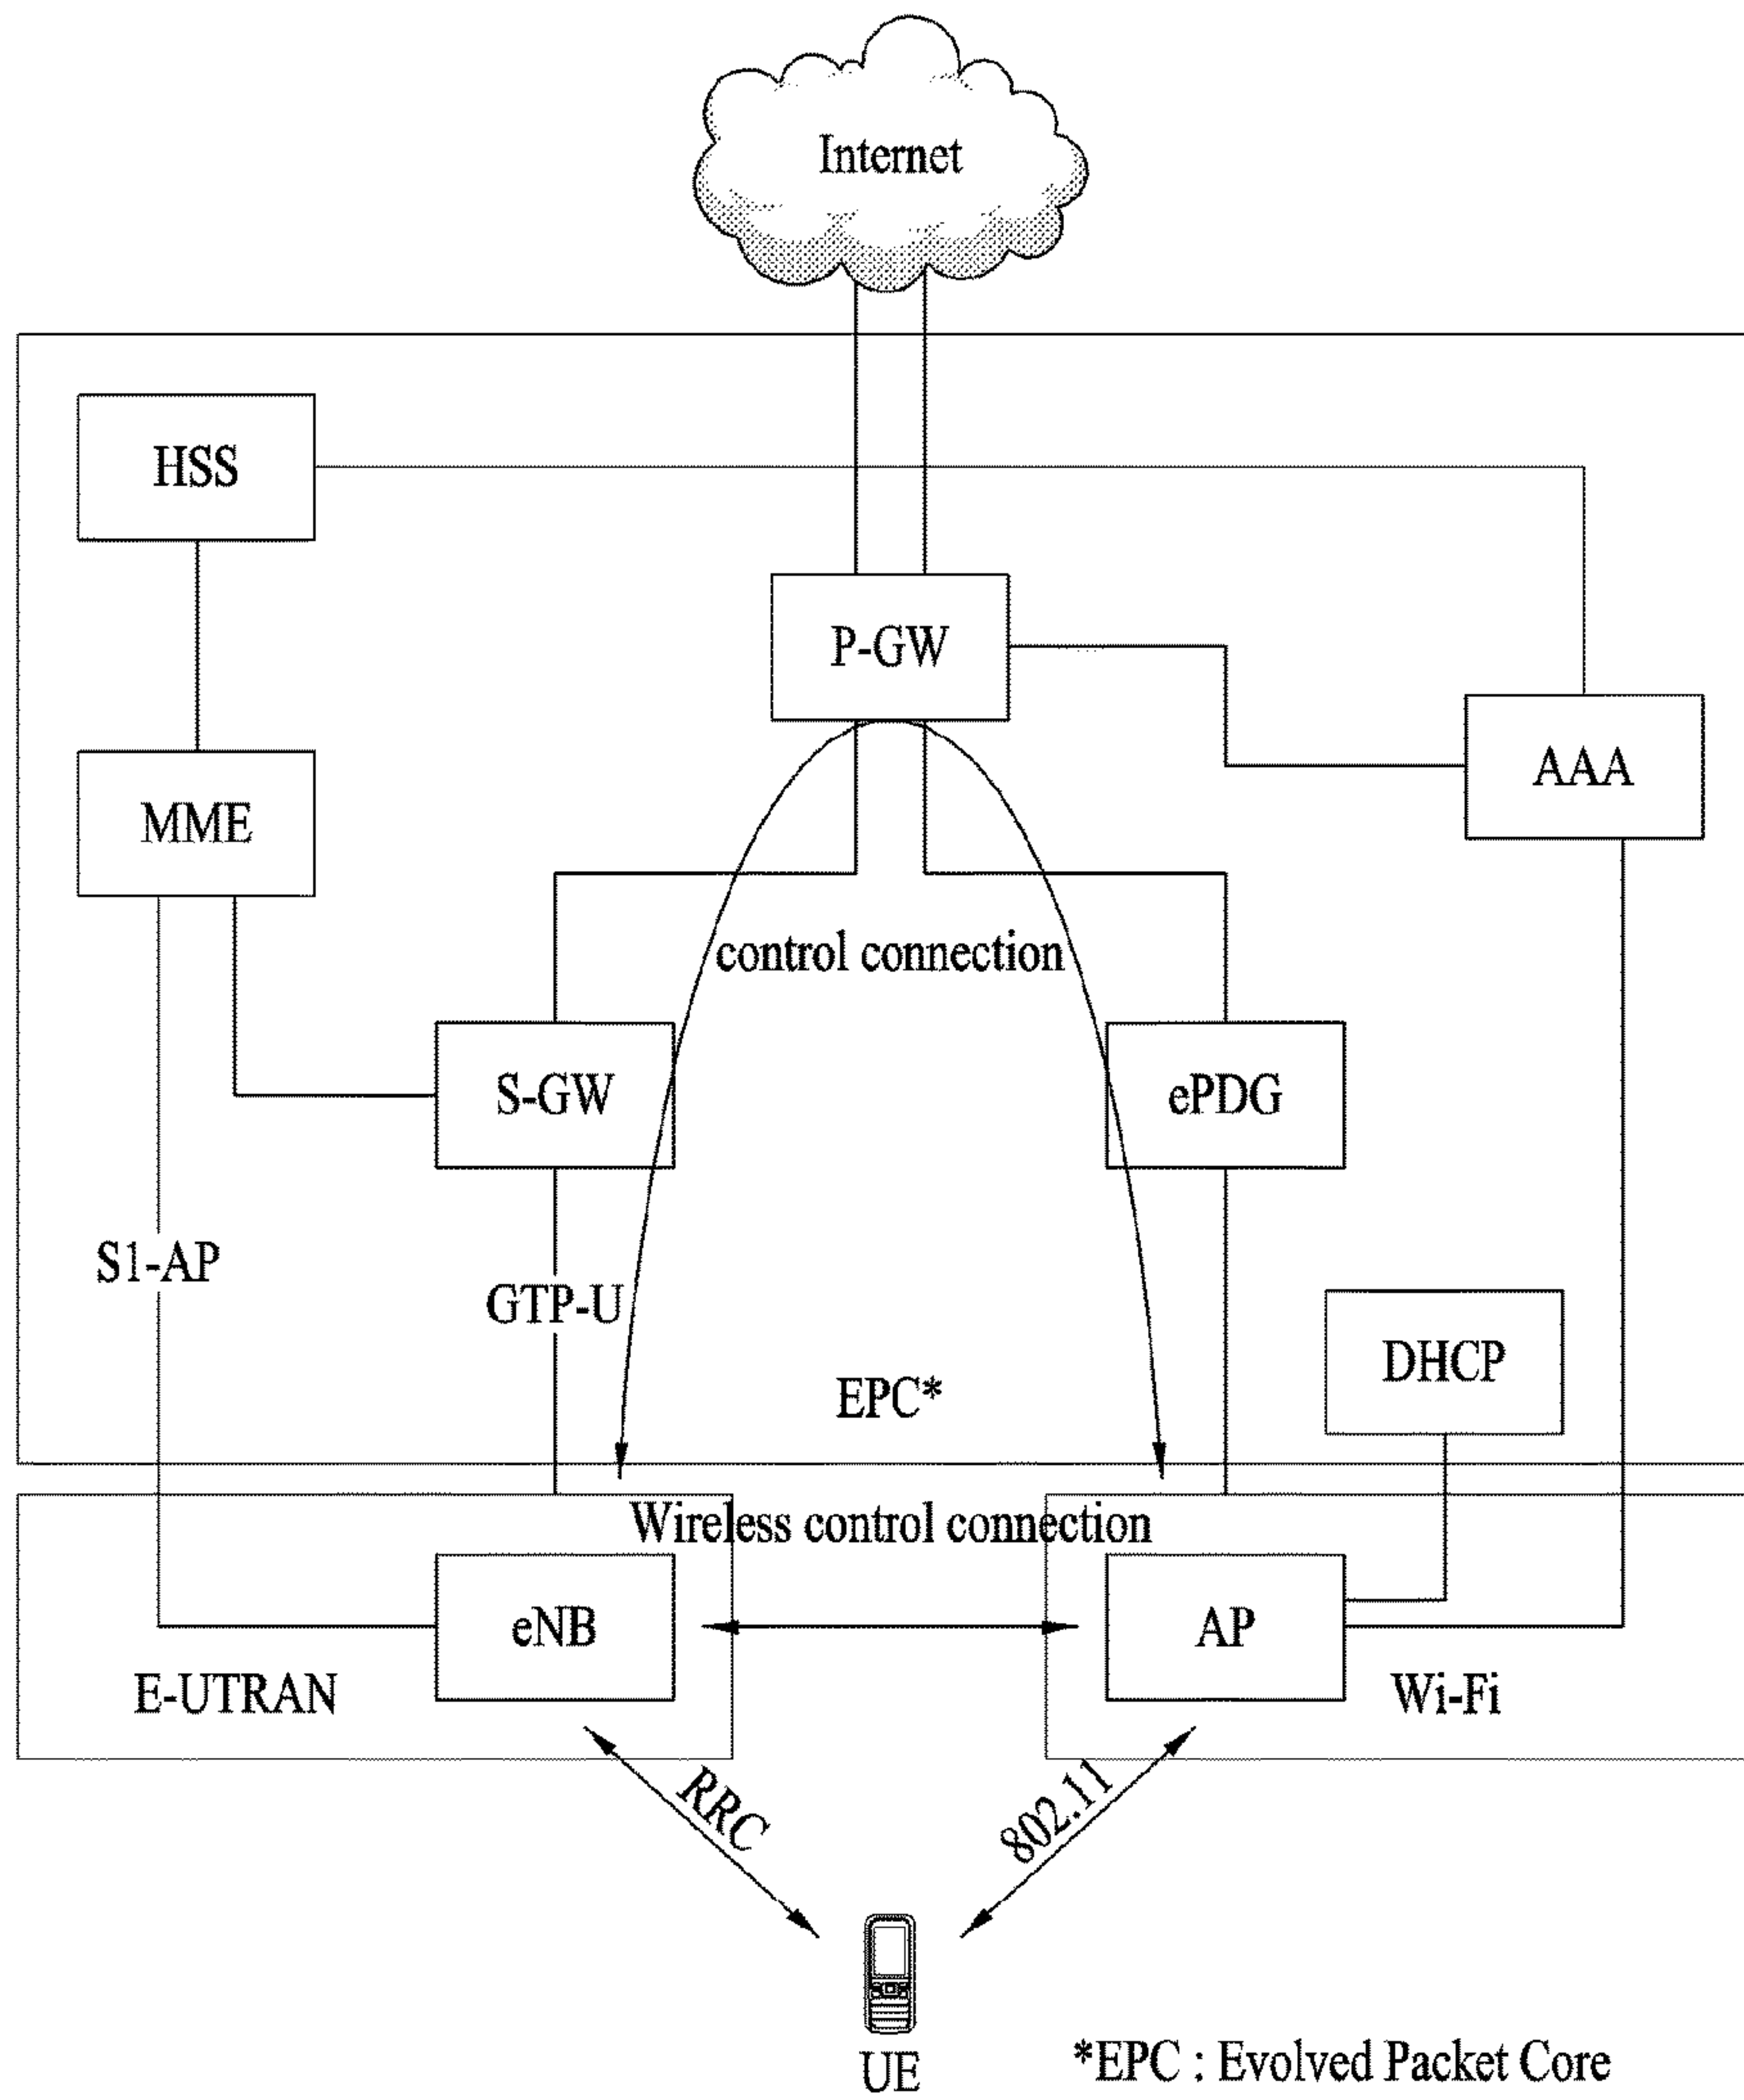 Internet
HSS
P-GW
AAA
MME
control connection
S-GW
ePDG
S1-AP
GTP-U
DHCP
EPC*
Wireless control connection
eNB
AP
E-UTRAN
Wi-Fi
RRC
802.11
UE
*EPC : Evolved Packet Core